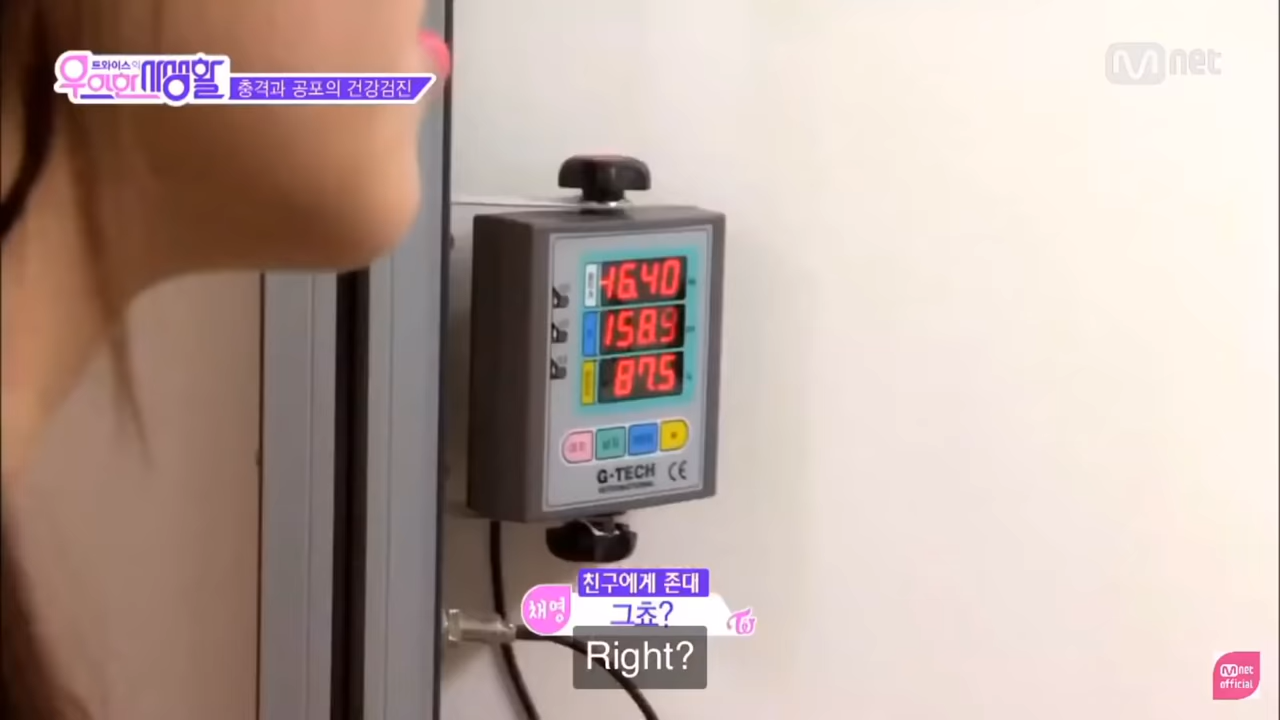 트와이스의
우아한 사생활
충격과 공포의 건강검진
Mnet
46.40
158.9
87.5
G-TECH
INTERNATIONAL
CE
친구에게 존대
채영
그쵸?
Right?
Mnet
official